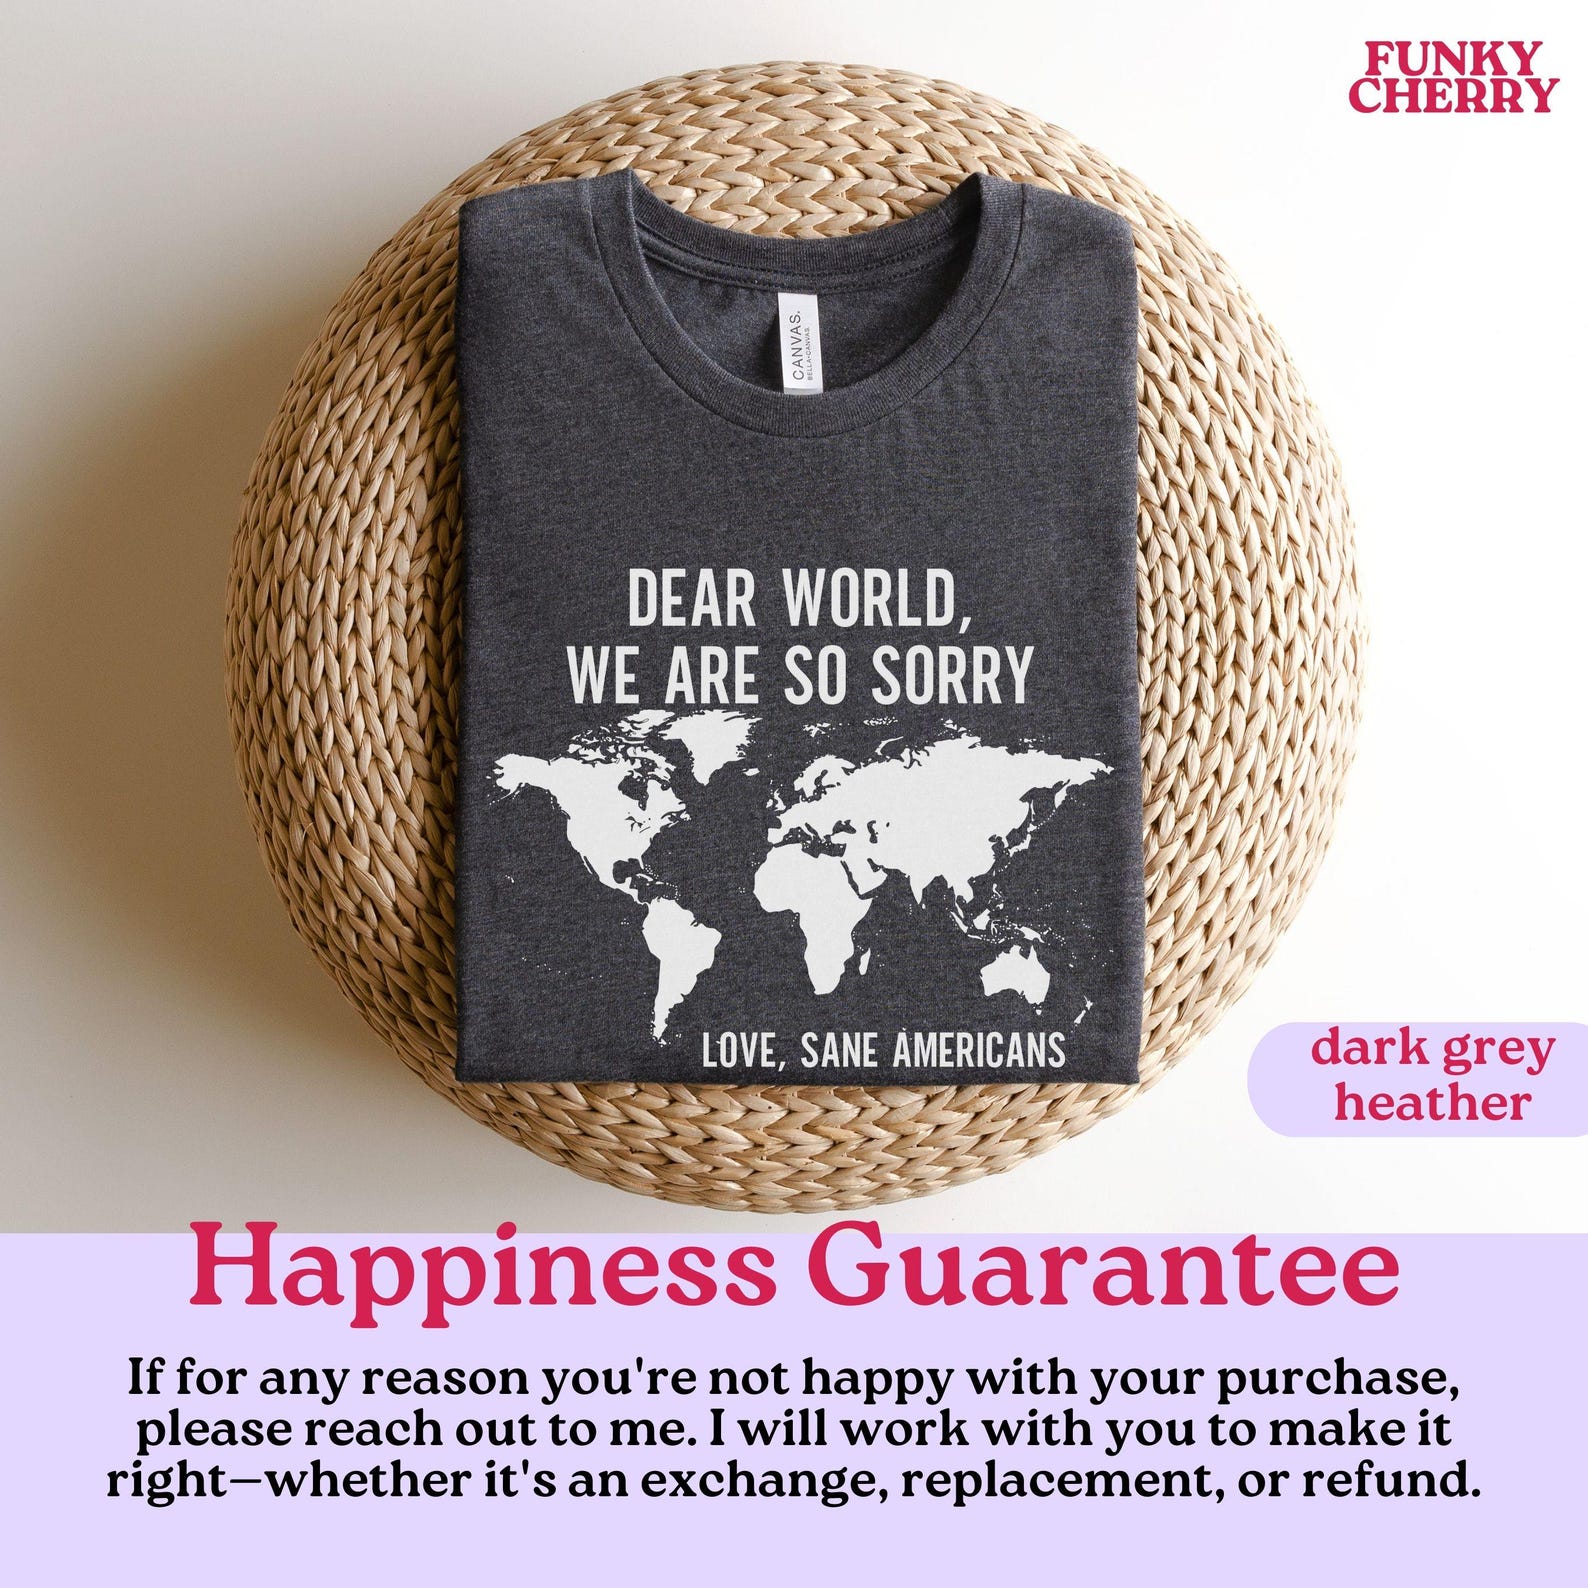 FUNKY
CHERRY
CANVAS.
BELLA+CANVAS.
DEAR WORLD,
WE ARE SO SORRY
LOVE, SANE AMERICANS
dark grey
heather
Happiness Guarantee
If for any reason you're not happy with your purchase,
please reach out to me. I will work with you to make it
right—whether it's an exchange, replacement, or refund.